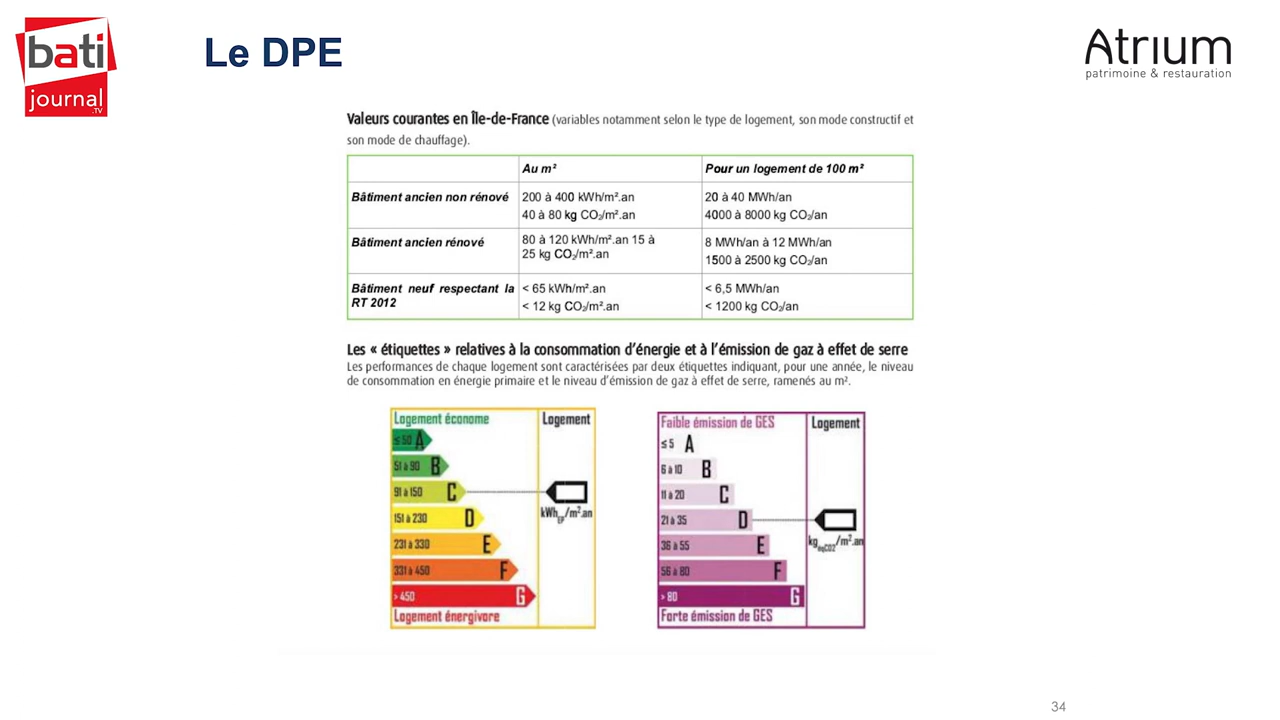 bati
journal
.TV
Le DPE
Atrium
patrimoine & restauration
Valeurs courantes en Île-de-France (variables notamment selon le type de logement, son mode constructif et
son mode de chauffage).
Au m² Pour un logement de 100 m²
Bâtiment ancien non rénové 200 à 400 kWh/m².an 20 à 40 MWh/an
40 à 80 kg CO₂/m².an 4000 à 8000 kg CO₂/an
Bâtiment ancien rénové 80 à 120 kWh/m².an 15 à 8 MWh/an à 12 MWh/an
25 kg CO₂/m².an 1500 à 2500 kg CO₂/an
Bâtiment neuf respectant la < 65 kWh/m².an < 6,5 MWh/an
RT 2012 < 12 kg CO₂/m².an < 1200 kg CO₂/an
Les « étiquettes » relatives à la consommation d'énergie et à l'émission de gaz à effet de serre
Les performances de chaque logement sont caractérisées par deux étiquettes indiquant, pour une année, le niveau
de consommation en énergie primaire et le niveau d'émission de gaz à effet de serre, ramenés au m².
Logement économe Logement
≤ 50 A
51 à 90 B
91 à 150 C
kWhEP/m².an
151 à 230 D
231 à 330 E
331 à 450 F
> 450 G
Logement énergivore
Faible émission de GES Logement
≤ 5 A
6 à 10 B
11 à 20 C
21 à 35 D
kgeqCO2/m².an
36 à 55 E
56 à 80 F
> 80 G
Forte émission de GES
34